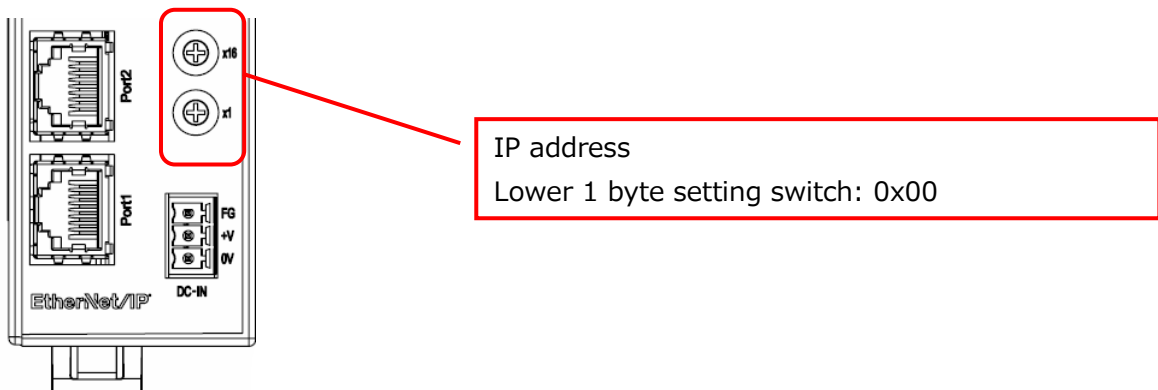 x16
Port2
x1
IP address
Lower 1 byte setting switch: 0x00
Port1
FG
+V
0V
DC-IN
EtherNet/IP